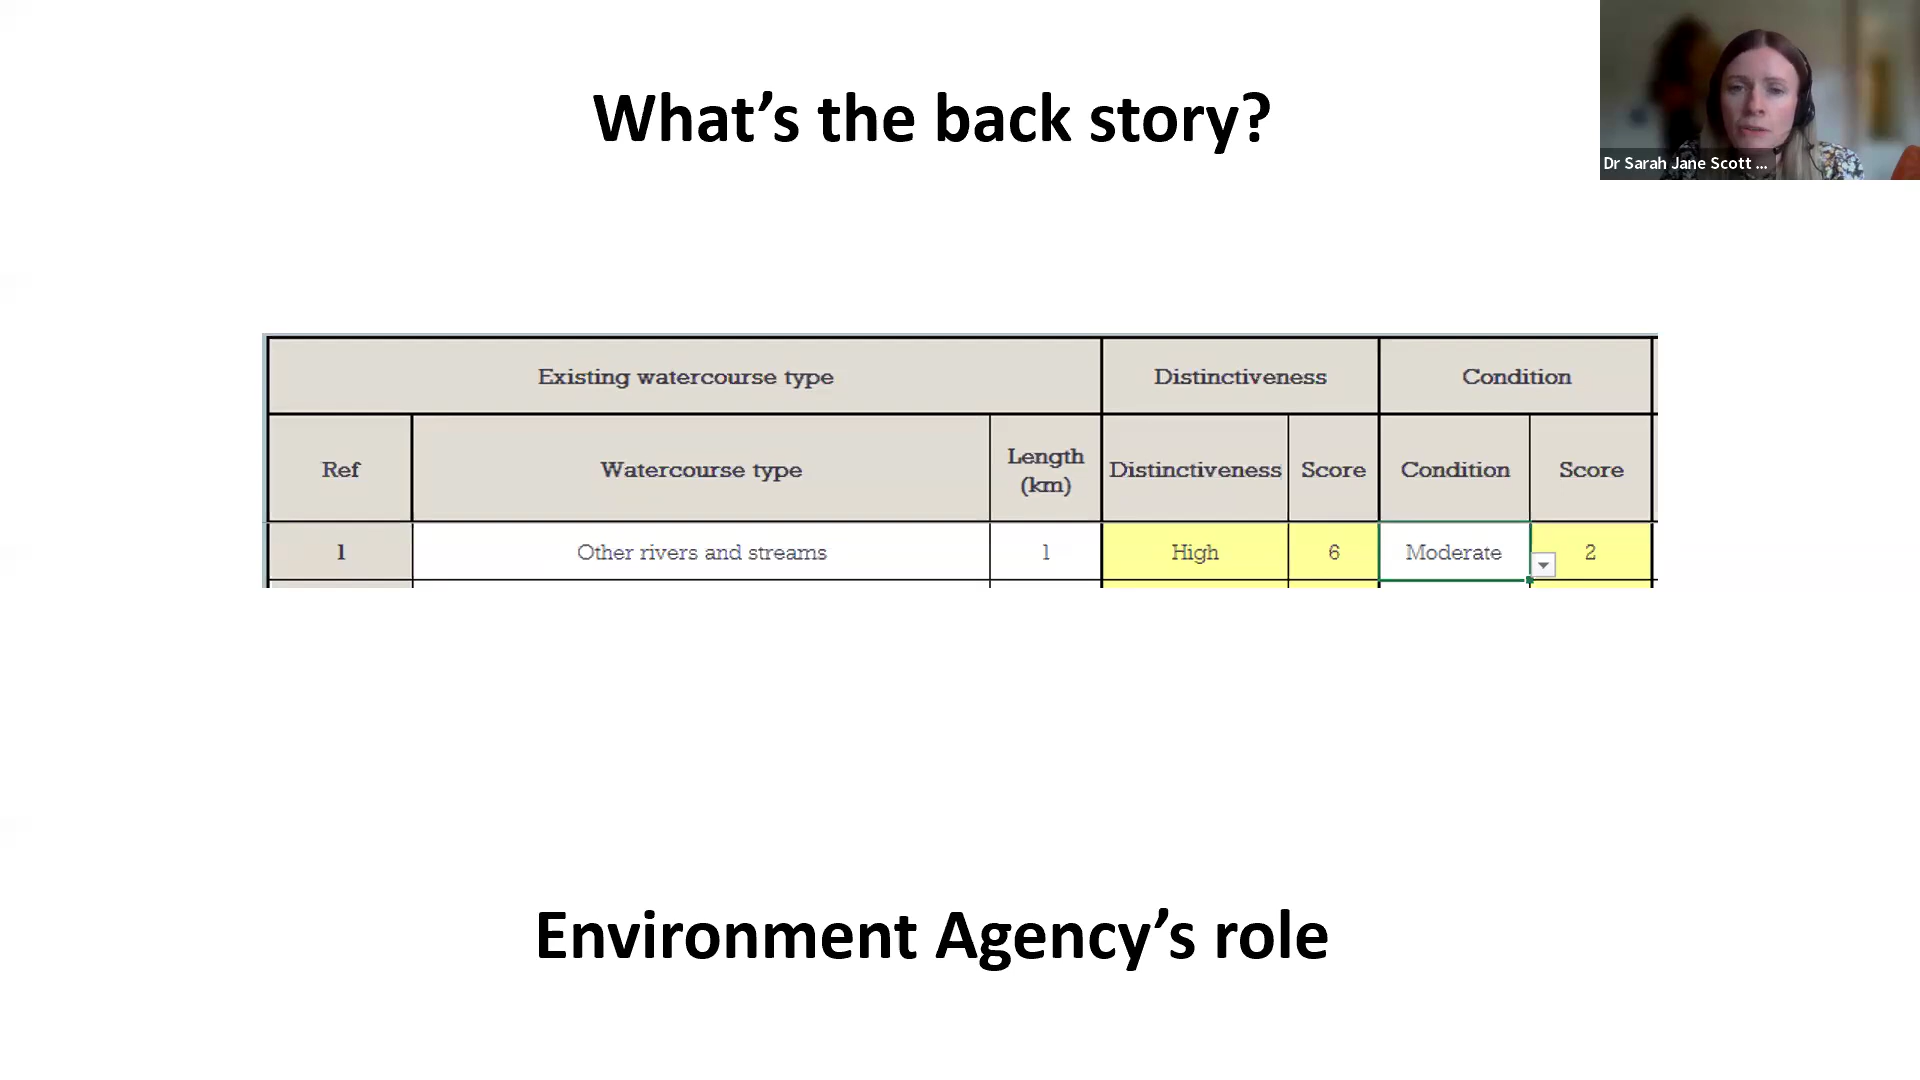 What’s the back story?
Dr Sarah Jane Scott ...
Existing watercourse type Distinctiveness Condition
Ref Watercourse type Length (km) Distinctiveness Score Condition Score
1 Other rivers and streams 1 High 6 Moderate 2
Environment Agency’s role